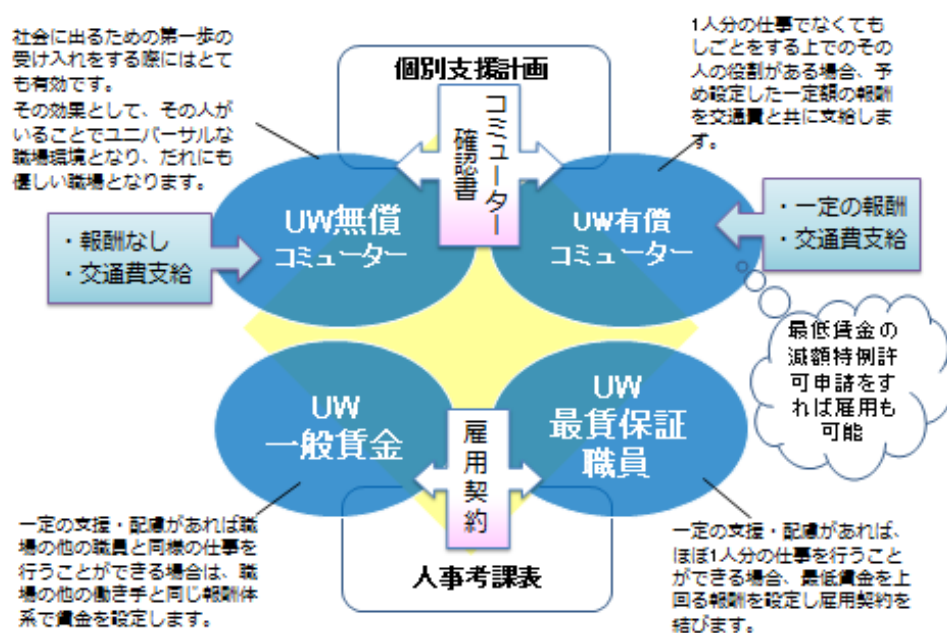 社会に出るための第一歩の
受け入れをする際にはとて
も有効です。
その効果として、その人が
いることでユニバーサルな
職場環境となり、だれにも
優しい職場となります。
個別支援計画
1人分の仕事でなくても
しごとをする上でのその
人の役割がある場合、予
め設定した一定額の報酬
を交通費と共に支給しま
す。
コミューター
確認書
UW無償
コミューター
UW有償
コミューター
・報酬なし
・交通費支給
・一定の報酬
・交通費支給
最低賃金の
減額特例許
可申請をす
れば雇用も
可能
UW
一般賃金
UW
最賃保証
職員
雇用契約
人事考課表
一定の支援・配慮があれば職
場の他の職員と同様の仕事を
行うことができる場合は、職
場の他の働き手と同じ報酬体
系で賃金を設定します。
一定の支援・配慮があれば、
ほぼ1人分の仕事を行うこと
ができる場合、最低賃金を上
回る報酬を設定し雇用契約を
結びます。